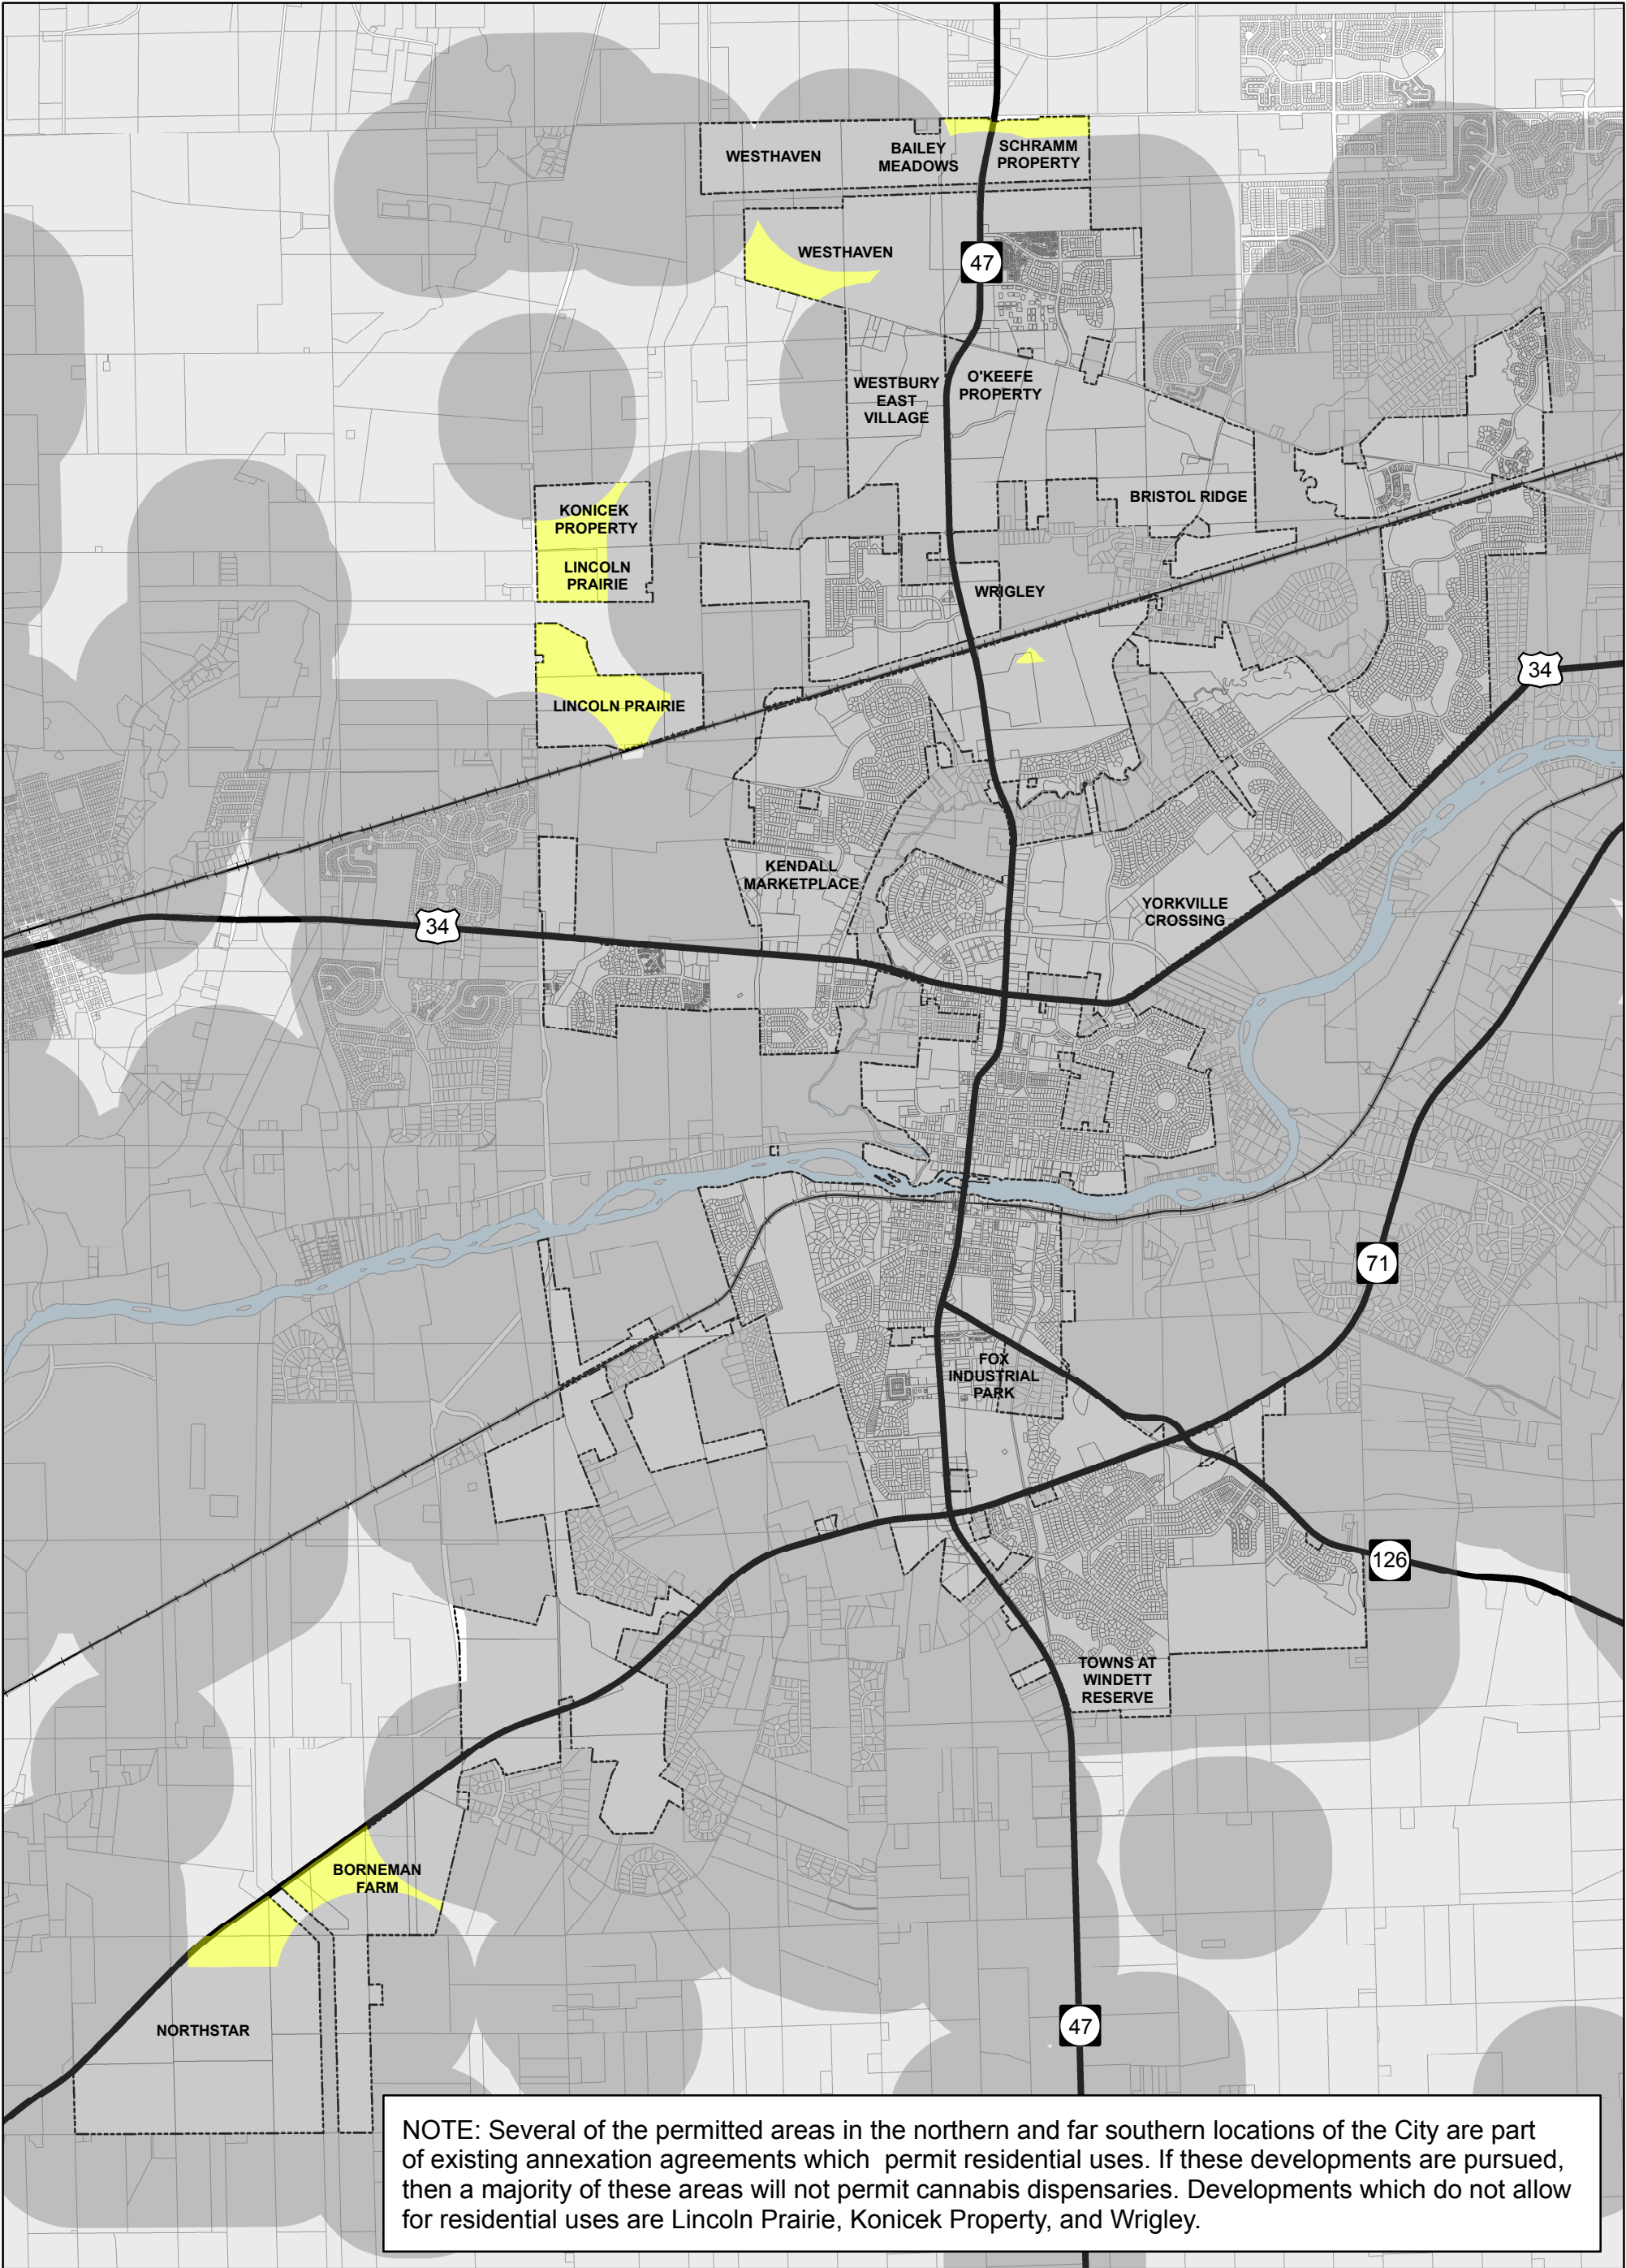 WESTHAVEN
BAILEY
MEADOWS
SCHRAMM
PROPERTY
WESTHAVEN
47
WESTBURY
EAST
VILLAGE
O'KEEFE
PROPERTY
BRISTOL RIDGE
KONICEK
PROPERTY
LINCOLN
PRAIRIE
WRIGLEY
34
LINCOLN PRAIRIE
KENDALL
MARKETPLACE
YORKVILLE
CROSSING
34
71
FOX
INDUSTRIAL
PARK
126
TOWNS AT
WINDETT
RESERVE
BORNEMAN
FARM
NORTHSTAR
47
NOTE: Several of the permitted areas in the northern and far southern locations of the City are part
of existing annexation agreements which permit residential uses. If these developments are pursued,
then a majority of these areas will not permit cannabis dispensaries. Developments which do not allow
for residential uses are Lincoln Prairie, Konicek Property, and Wrigley.